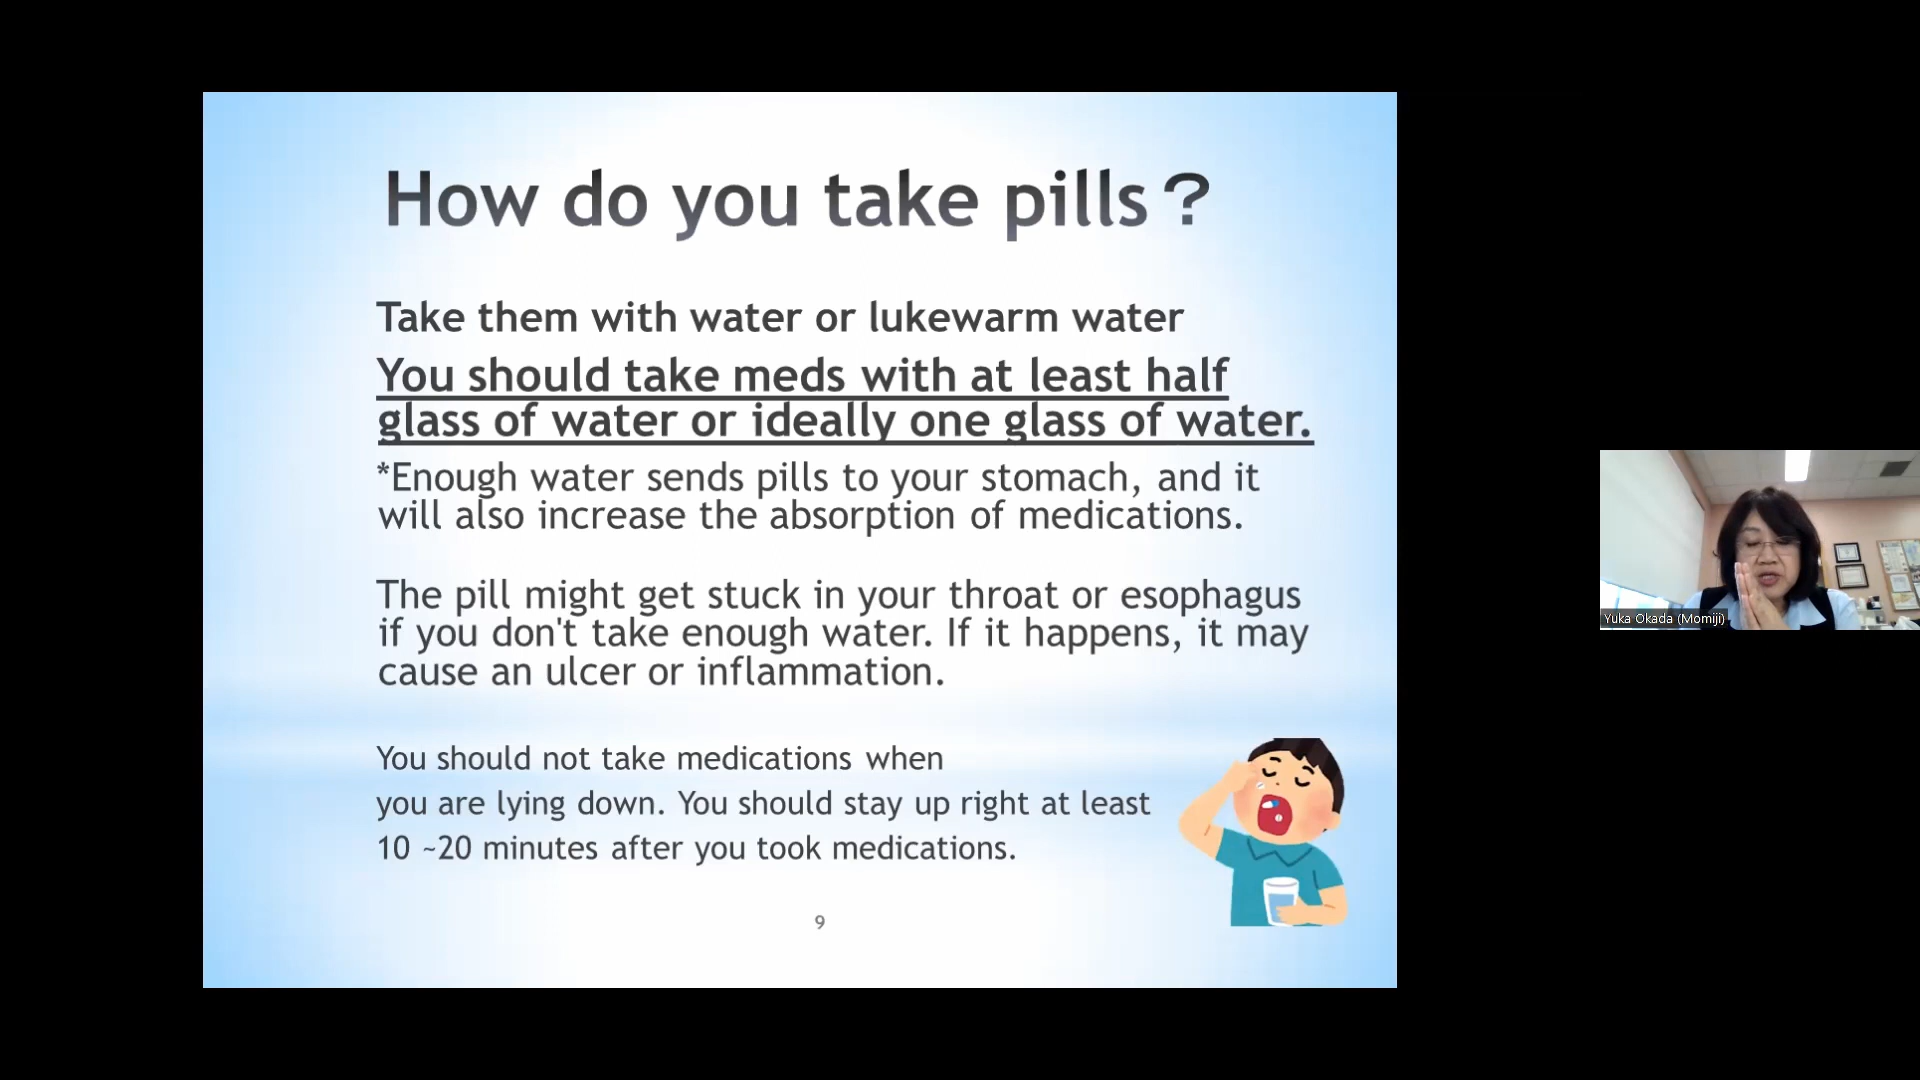 How do you take pills？
Take them with water or lukewarm water
You should take meds with at least half
glass of water or ideally one glass of water.
*Enough water sends pills to your stomach, and it
will also increase the absorption of medications.
The pill might get stuck in your throat or esophagus
if you don't take enough water. If it happens, it may
cause an ulcer or inflammation.
You should not take medications when
you are lying down. You should stay up right at least
10 ~20 minutes after you took medications.
9
Yuka Okada (Momiji)